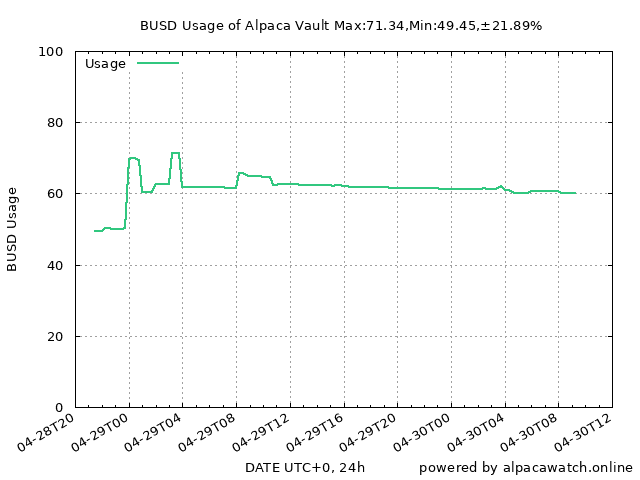 BUSD Usage of Alpaca Vault Max:71.34,Min:49.45,±21.89%
Usage
100
80
60
40
20
0
BUSD Usage
04-28T20
04-29T00
04-29T04
04-29T08
04-29T12
04-29T16
04-29T20
04-30T00
04-30T04
04-30T08
04-30T12
DATE UTC+0, 24h
powered by alpacawatch.online